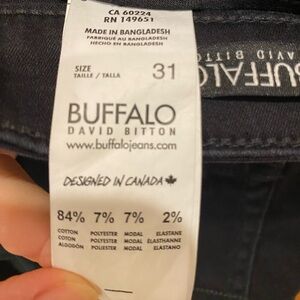 CA 60224
RN 149651
MADE IN BANGLADESH
FABRIQUÉ AU BANGLADESH
HECHO EN BANGLADESH
SIZE
TAILLE / TALLA 31
BUFFALO
DAVID BITTON
www.buffalojeans.com
DESIGNED IN CANADA
84% 7% 7% 2%
COTTON POLYESTER MODAL ELASTANE
COTON POLYESTER MODAL ÉLASTHANNE
ALGODÓN POLIÉSTER MODAL ELASTANO
BUFFALO
DAVID BITTON